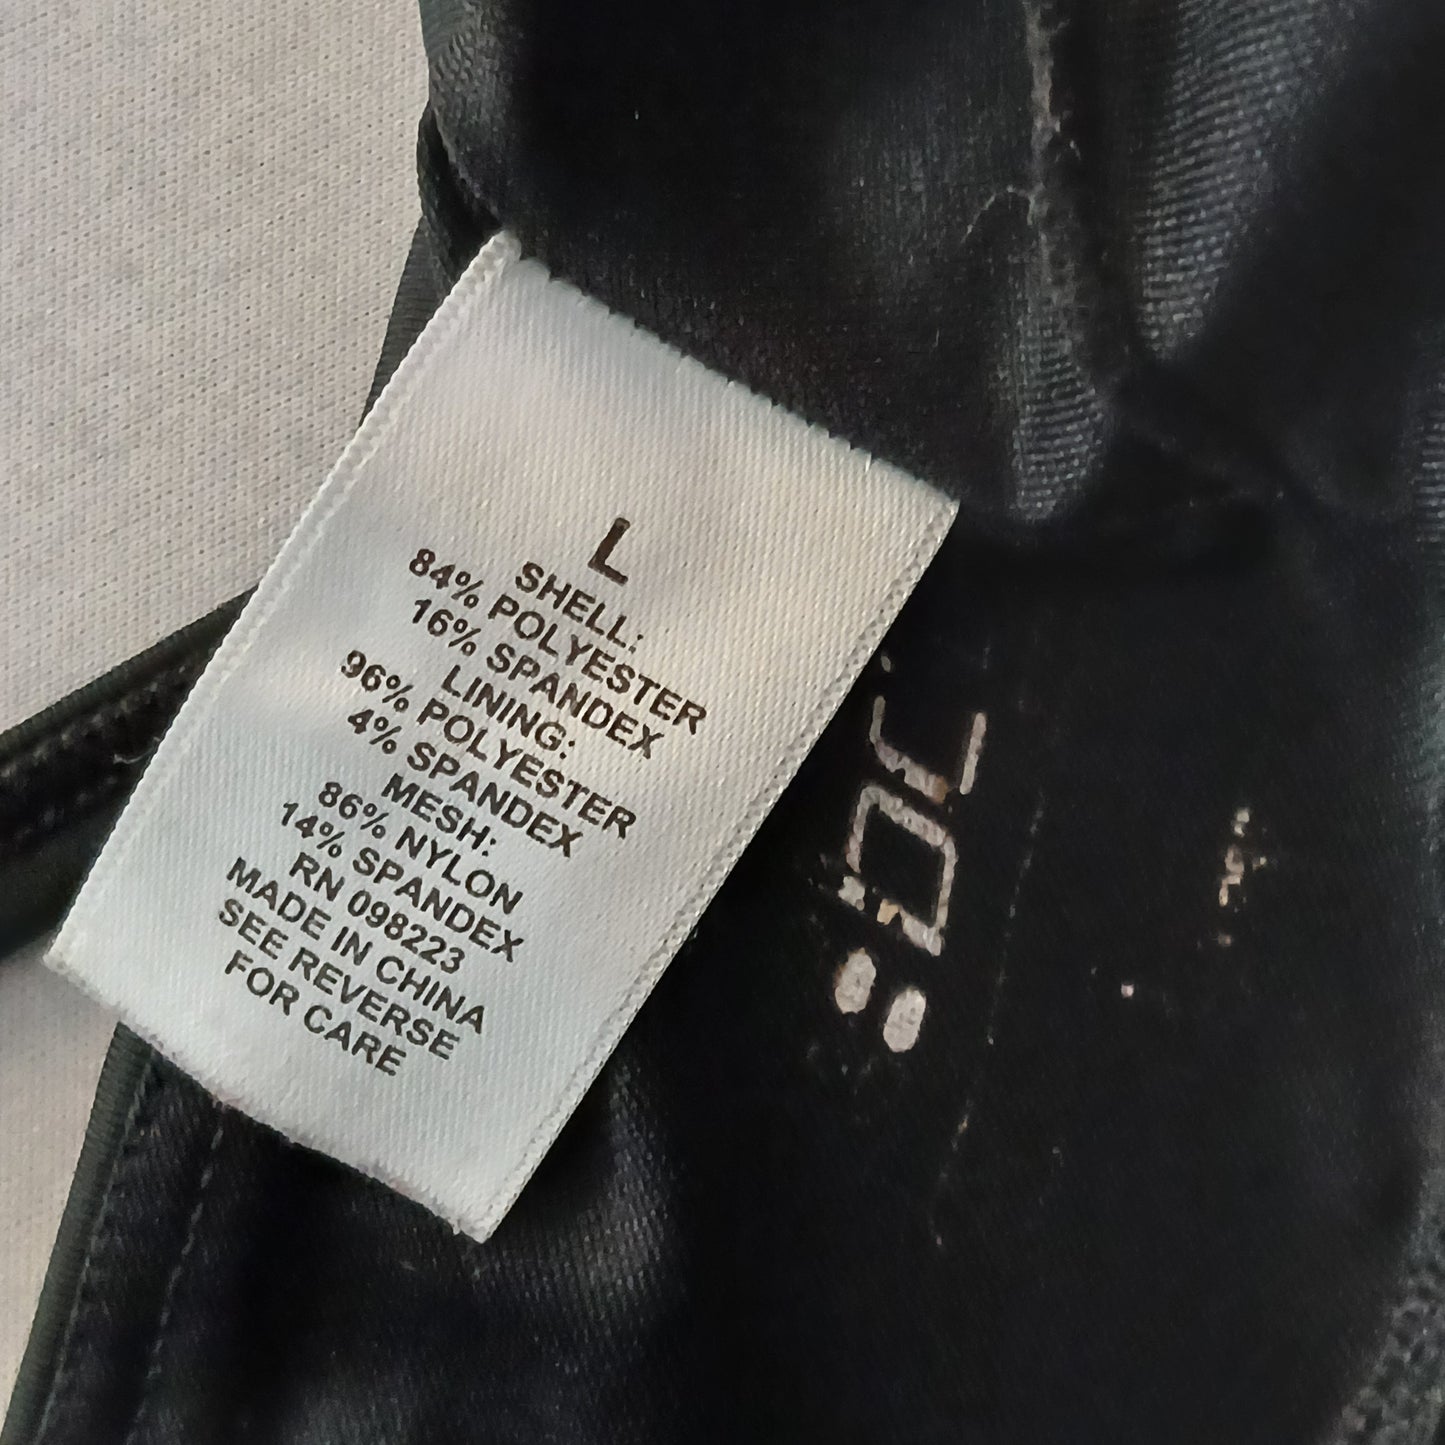 L
SHELL:
84% POLYESTER
16% SPANDEX
LINING:
96% POLYESTER
4% SPANDEX
MESH:
86% NYLON
14% SPANDEX
RN 098223
MADE IN CHINA
SEE REVERSE
FOR CARE